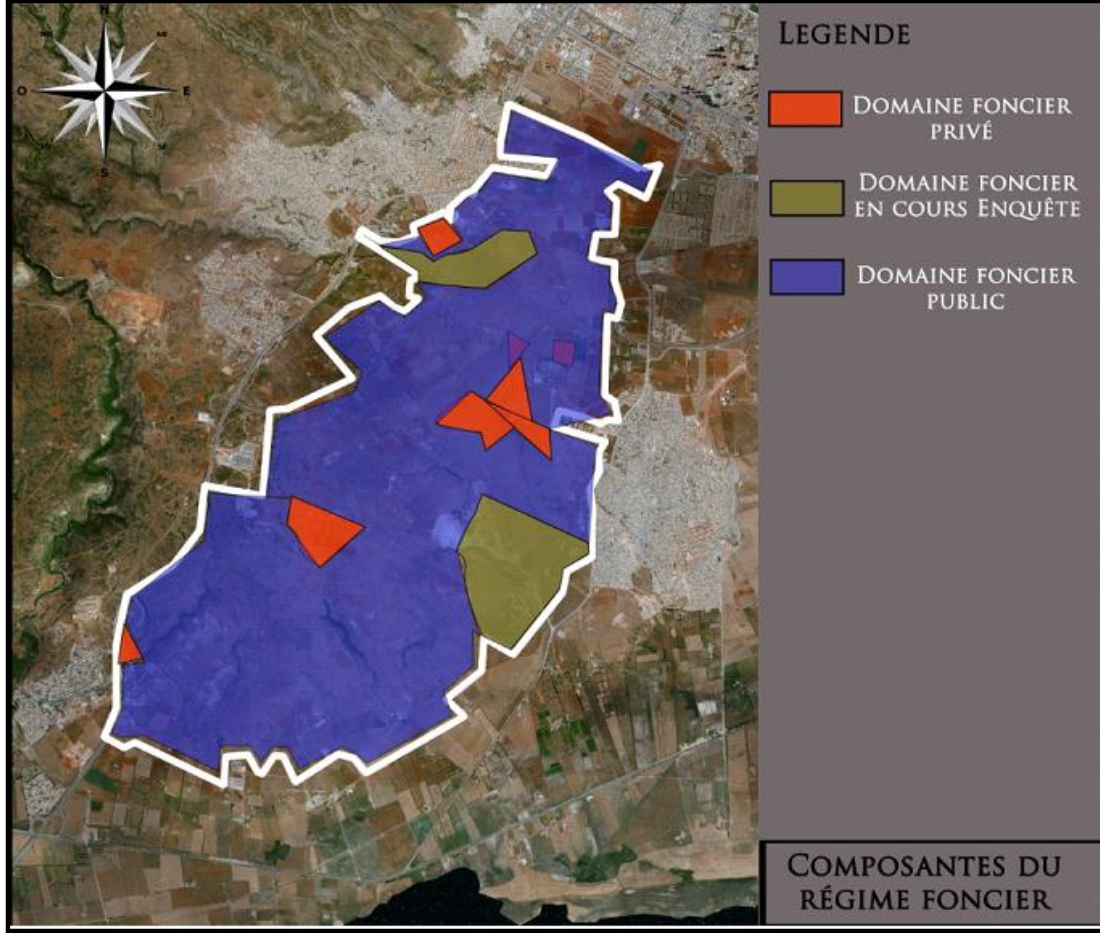 N
O
E
S
LEGENDE
DOMAINE FONCIER
PRIVÉ
DOMAINE FONCIER
EN COURS ENQUÊTE
DOMAINE FONCIER
PUBLIC
COMPOSANTES DU
RÉGIME FONCIER